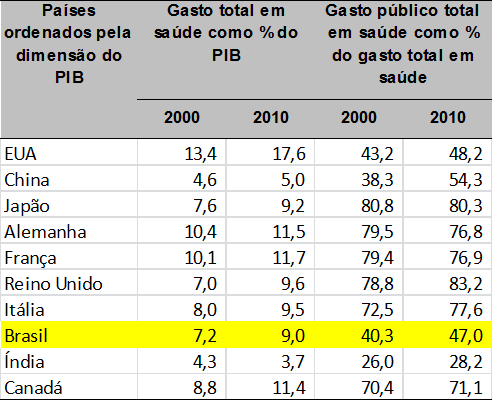 Países ordenados pela dimensão do PIB | Gasto total em saúde como % do PIB | Gasto público total em saúde como % do gasto total em saúde
2000 | 2010 | 2000 | 2010
EUA 13,4 17,6 43,2 48,2
China 4,6 5,0 38,3 54,3
Japão 7,6 9,2 80,8 80,3
Alemanha 10,4 11,5 79,5 76,8
França 10,1 11,7 79,4 76,9
Reino Unido 7,0 9,6 78,8 83,2
Itália 8,0 9,5 72,5 77,6
Brasil 7,2 9,0 40,3 47,0
Índia 4,3 3,7 26,0 28,2
Canadá 8,8 11,4 70,4 71,1